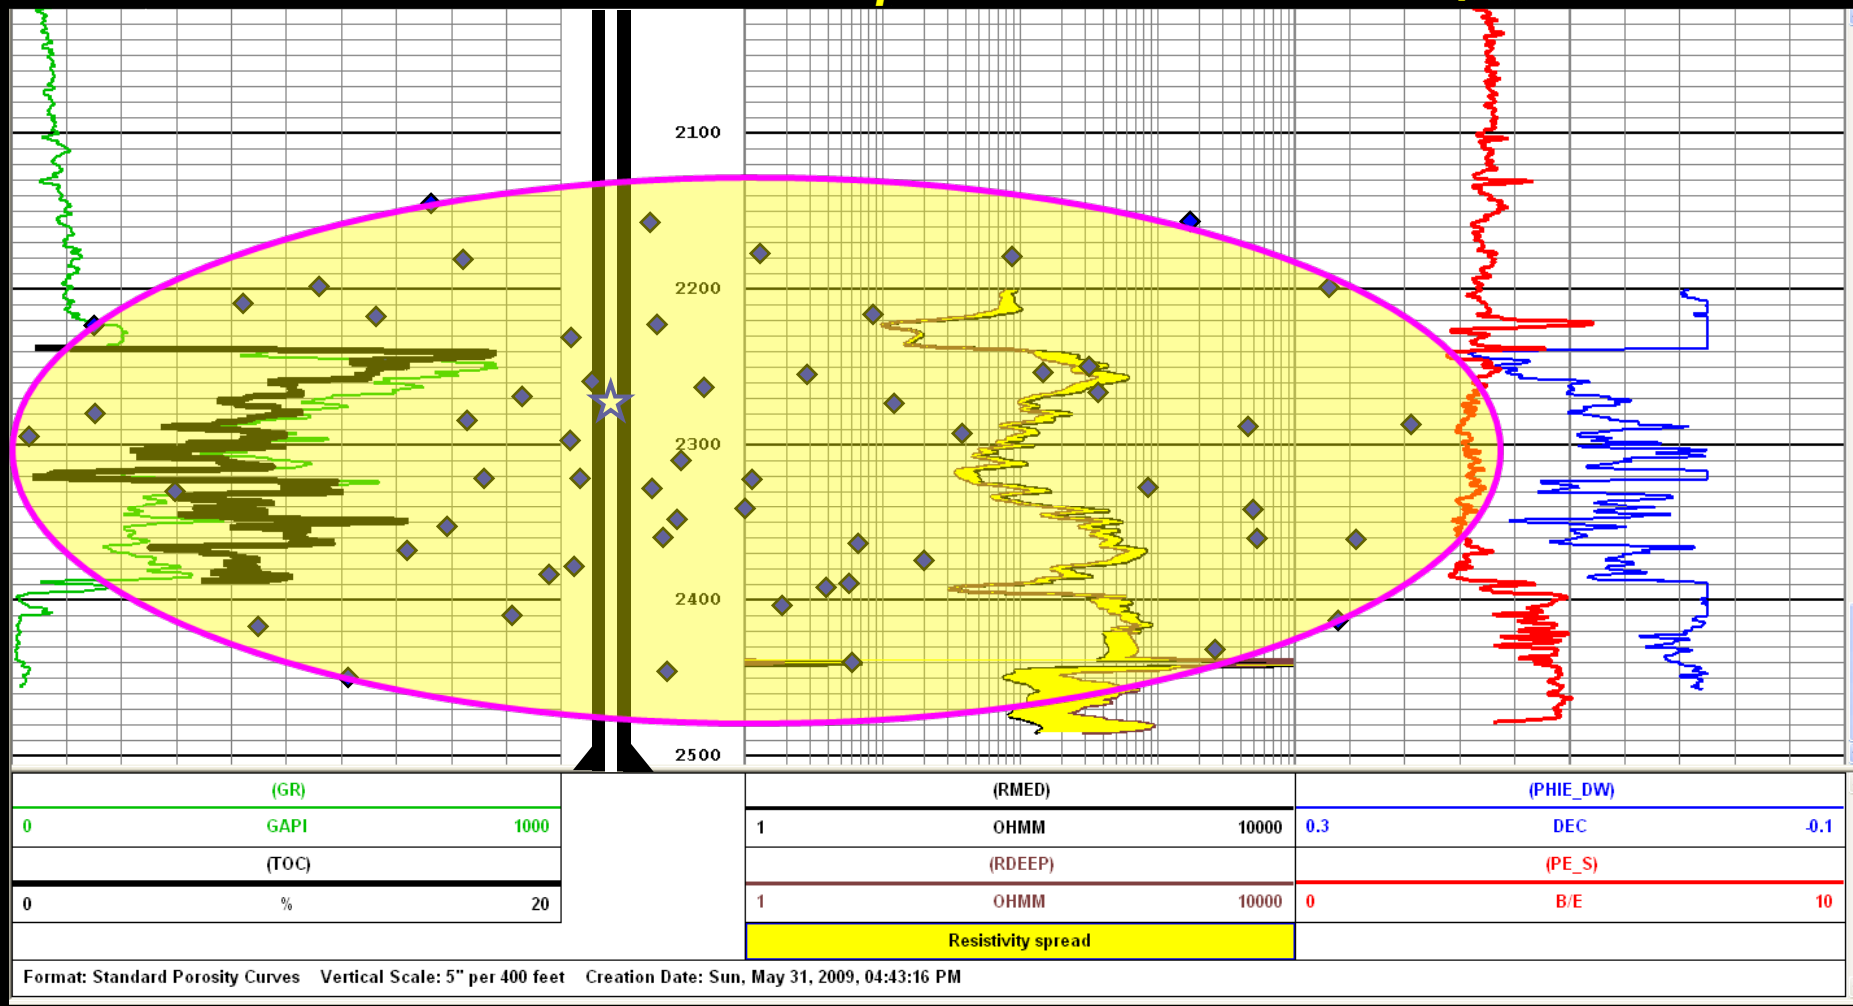 2100
2200
2300
2400
2500
(GR) (RMED) (PHIE_DW)
0 GAPI 1000 1 OHMM 10000 0.3 DEC -0.1
(TOC) (RDEEP) (PE_S)
0 % 20 1 OHMM 10000 0 B/E 10
Resistivity spread
Format: Standard Porosity Curves Vertical Scale: 5" per 400 feet Creation Date: Sun, May 31, 2009, 04:43:16 PM